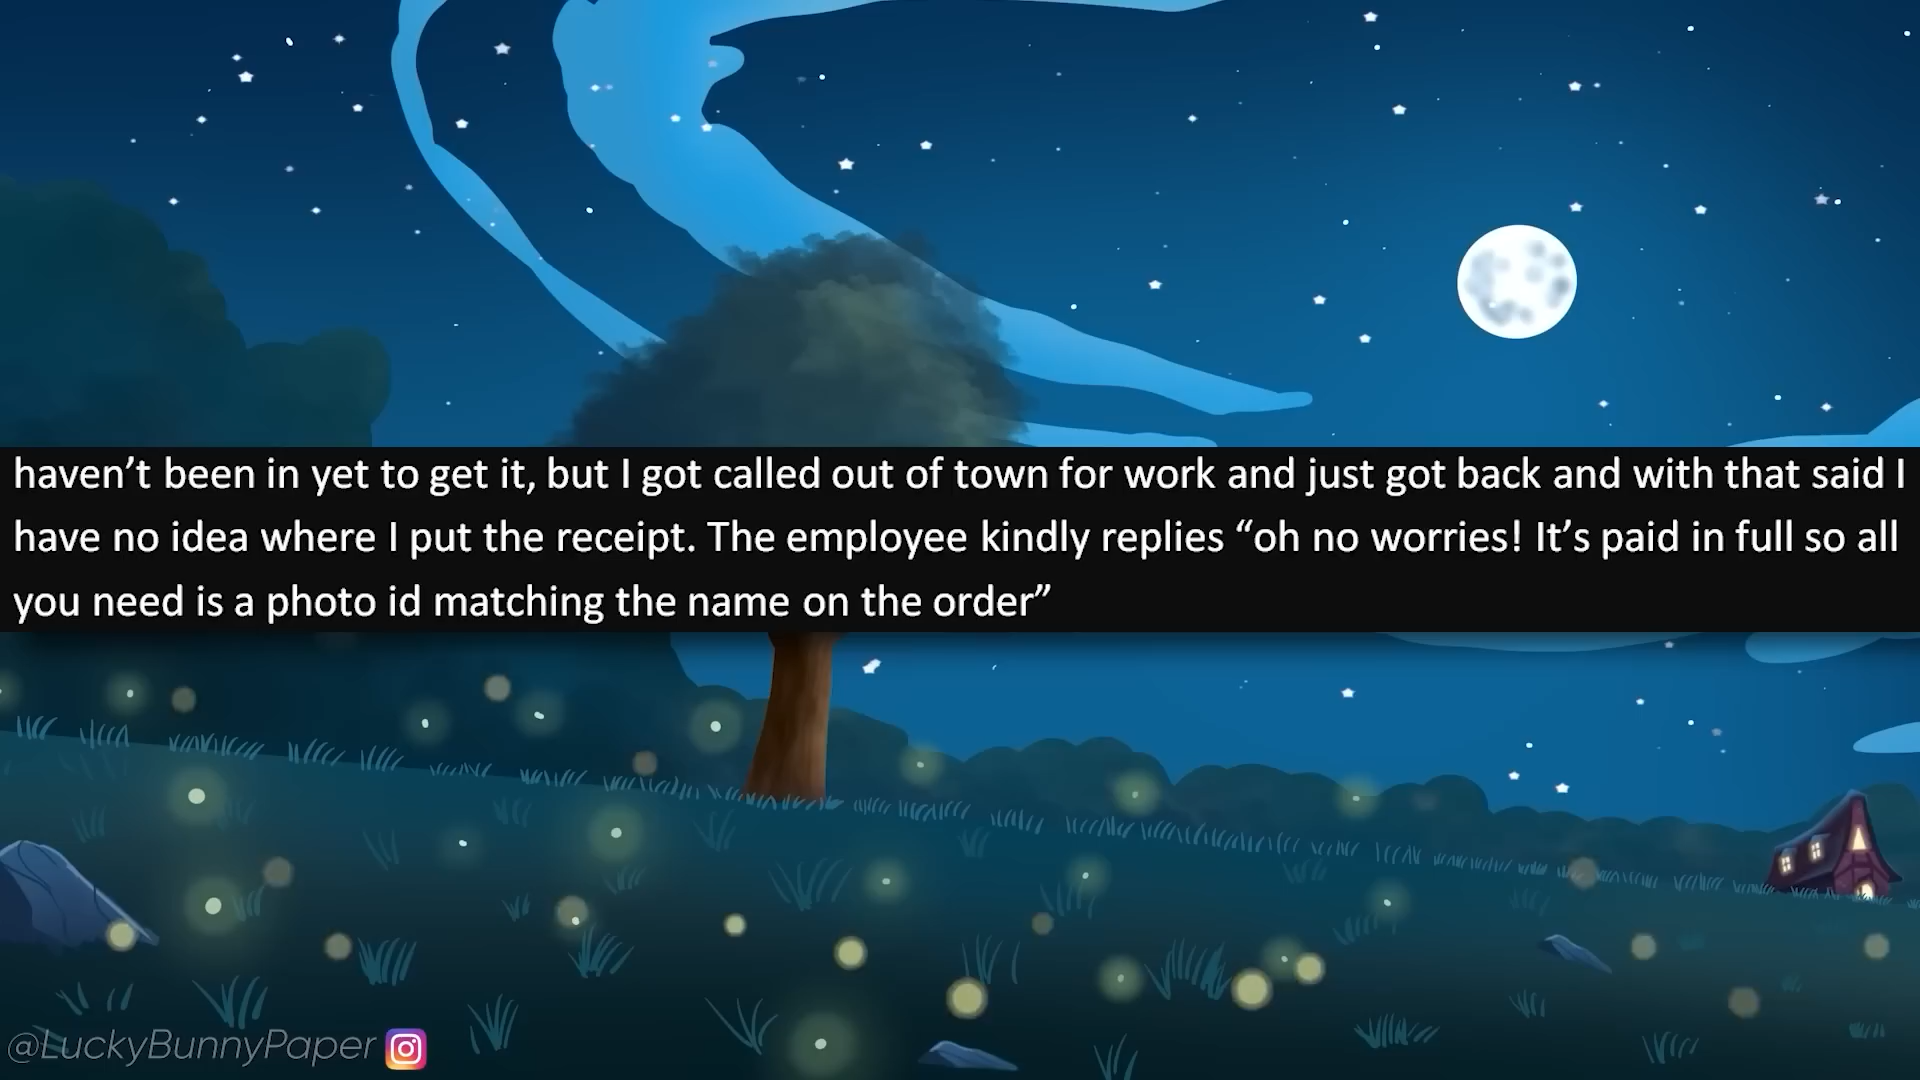 haven’t been in yet to get it, but I got called out of town for work and just got back and with that said I
have no idea where I put the receipt. The employee kindly replies “oh no worries! It’s paid in full so all
you need is a photo id matching the name on the order”
@LuckyBunnyPaper